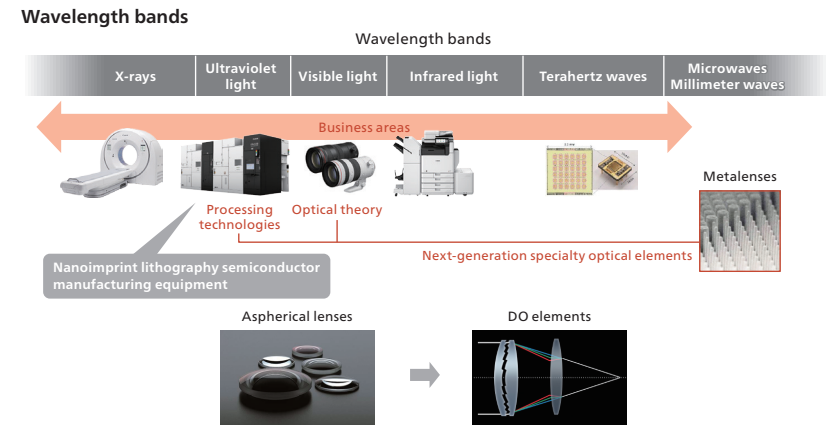 Wavelength bands
Wavelength bands
X-rays
Ultraviolet
light
Visible light
Infrared light
Terahertz waves
Microwaves
Millimeter waves
Business areas
Metalenses
Processing
technologies
Optical theory
Next-generation specialty optical elements
Nanoimprint lithography semiconductor
manufacturing equipment
Aspherical lenses
DO elements